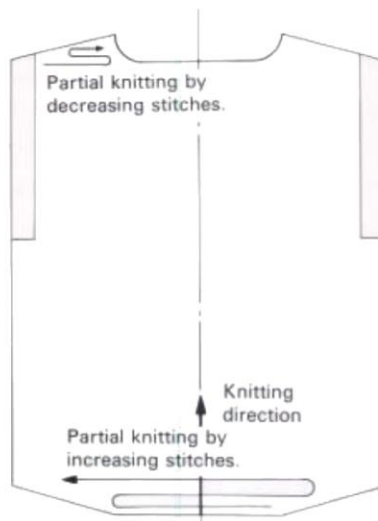 Partial knitting by
decreasing stitches.
Knitting
direction
Partial knitting by
increasing stitches.